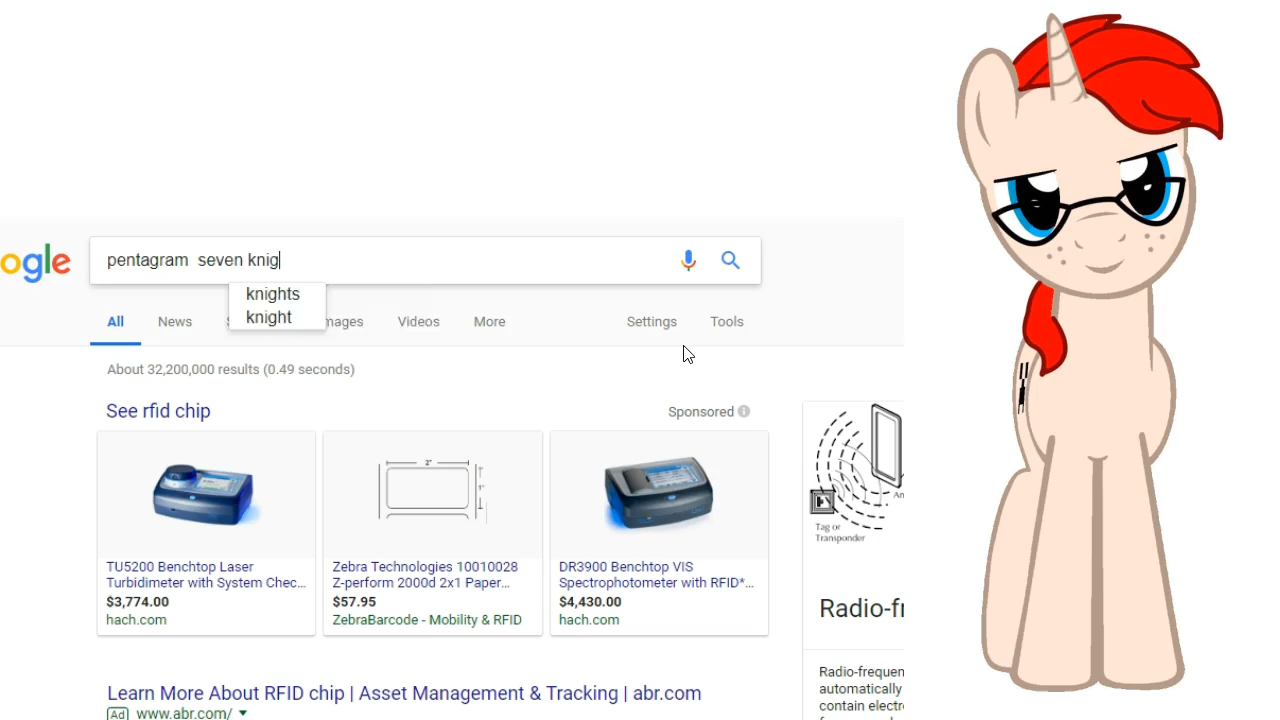 ogle
pentagram  seven knig
knights
knight
All News S mages Videos More Settings Tools
About 32,200,000 results (0.49 seconds)
See rfid chip
Sponsored
TU5200 Benchtop Laser
Turbidimeter with System Chec...
$3,774.00
hach.com
Zebra Technologies 10010028
Z-perform 2000d 2x1 Paper...
$57.95
ZebraBarcode - Mobility & RFID
DR3900 Benchtop VIS
Spectrophotometer with RFID*...
$4,430.00
hach.com
2"
1"
An
Tag or
Transponder
Radio-fr
Radio-frequen
automatically
contain electr
Learn More About RFID chip | Asset Management & Tracking | abr.com
Ad www.abr.com/